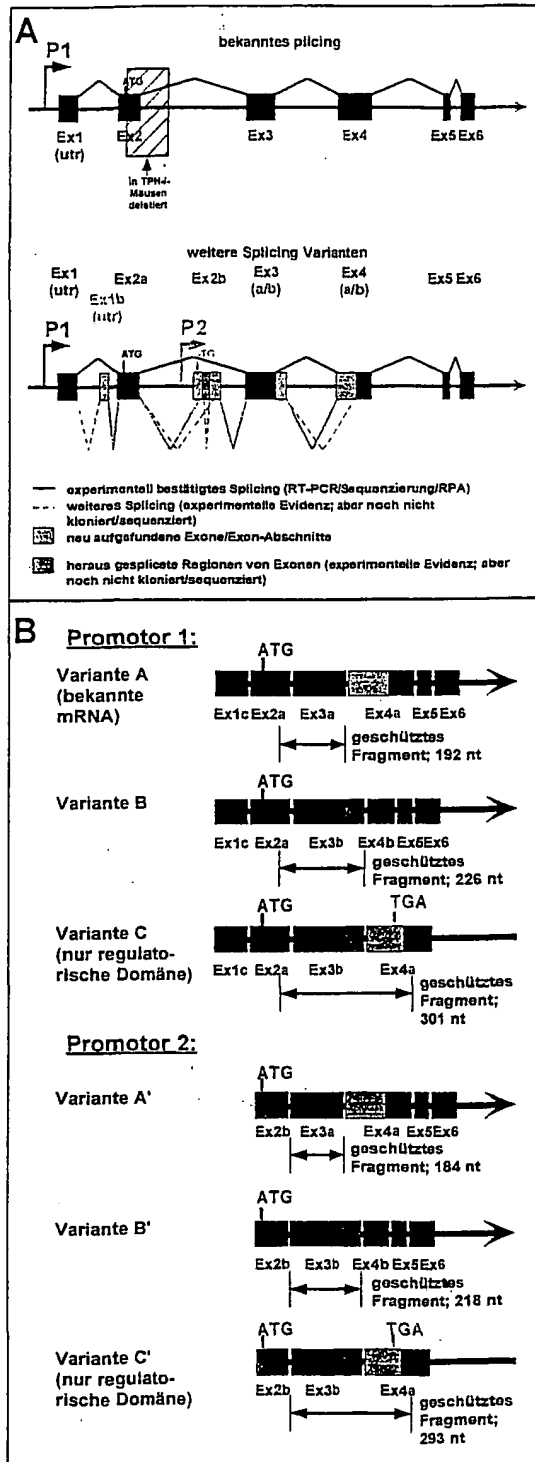 A
bekanntes plicing
P1
ATG
Ex1 Ex2 Ex3 Ex4 Ex5 Ex6
(utr)
in TPH-/-
Mäusen
deletiert
weitere Splicing Varianten
Ex1 Ex2a Ex2b Ex3 Ex4 Ex5 Ex6
(utr) (a/b) (a/b)
Ex1b
(utr)
P1 P2
ATG TG
experimentell bestätigtes Splicing (RT-PCR/Sequenzierung/RPA)
weiteres Splicing (experimentelle Evidenz; aber noch nicht
kloniert/sequenziert)
neu aufgefundene Exone/Exon-Abschnitte
heraus gesplicete Regionen von Exonen (experimentelle Evidenz; aber
noch nicht kloniert/sequenziert)
B
Promotor 1:
ATG
Variante A
(bekannte
mRNA)
Ex1c Ex2a Ex3a Ex4a Ex5 Ex6
geschütztes
Fragment; 192 nt
ATG
Variante B
Ex1c Ex2a Ex3b Ex4b Ex5 Ex6
geschütztes
Fragment; 226 nt
ATG TGA
Variante C
(nur regulato-
rische Domäne)
Ex1c Ex2a Ex3b Ex4a
geschütztes
Fragment;
301 nt
Promotor 2:
ATG
Variante A'
Ex2b Ex3a Ex4a Ex5 Ex6
geschütztes
Fragment; 184 nt
ATG
Variante B'
Ex2b Ex3b Ex4b Ex5 Ex6
geschütztes
Fragment; 218 nt
ATG TGA
Variante C'
(nur regulato-
rische Domäne)
Ex2b Ex3b Ex4a
geschütztes
Fragment;
293 nt